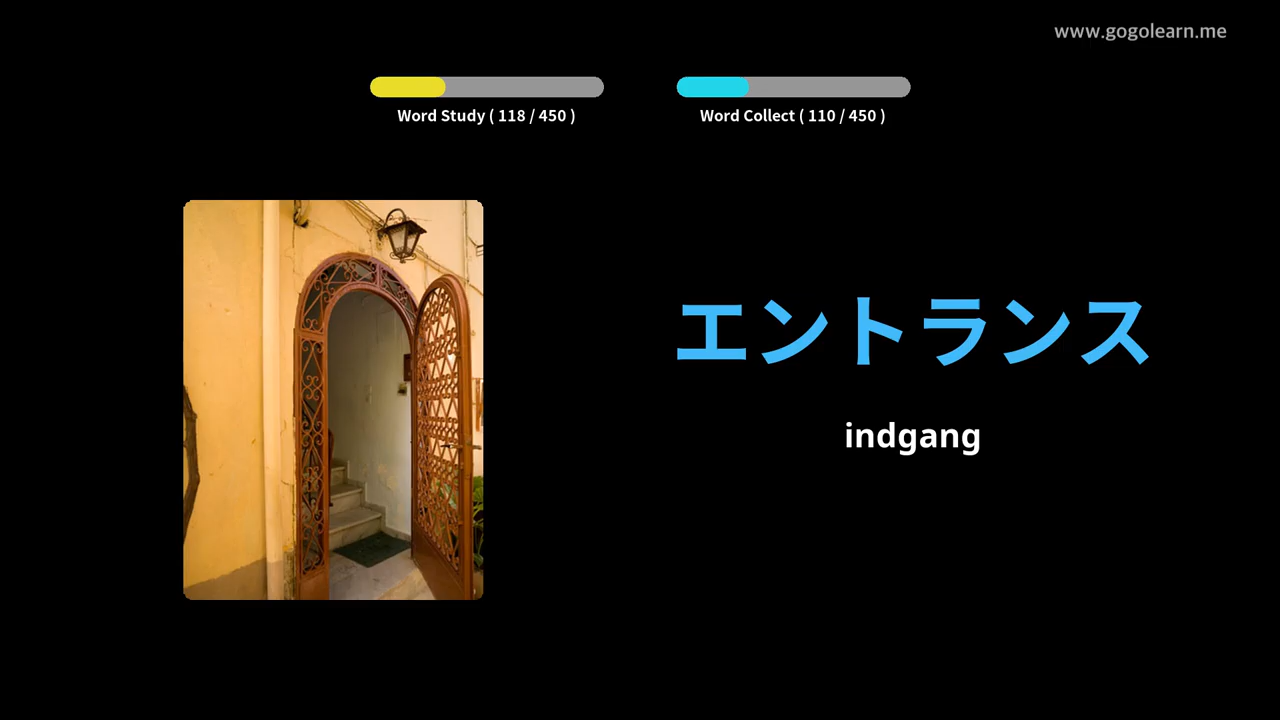 www.gogolearn.me
Word Study ( 118 / 450 )
Word Collect ( 110 / 450 )
エントランス
indgang